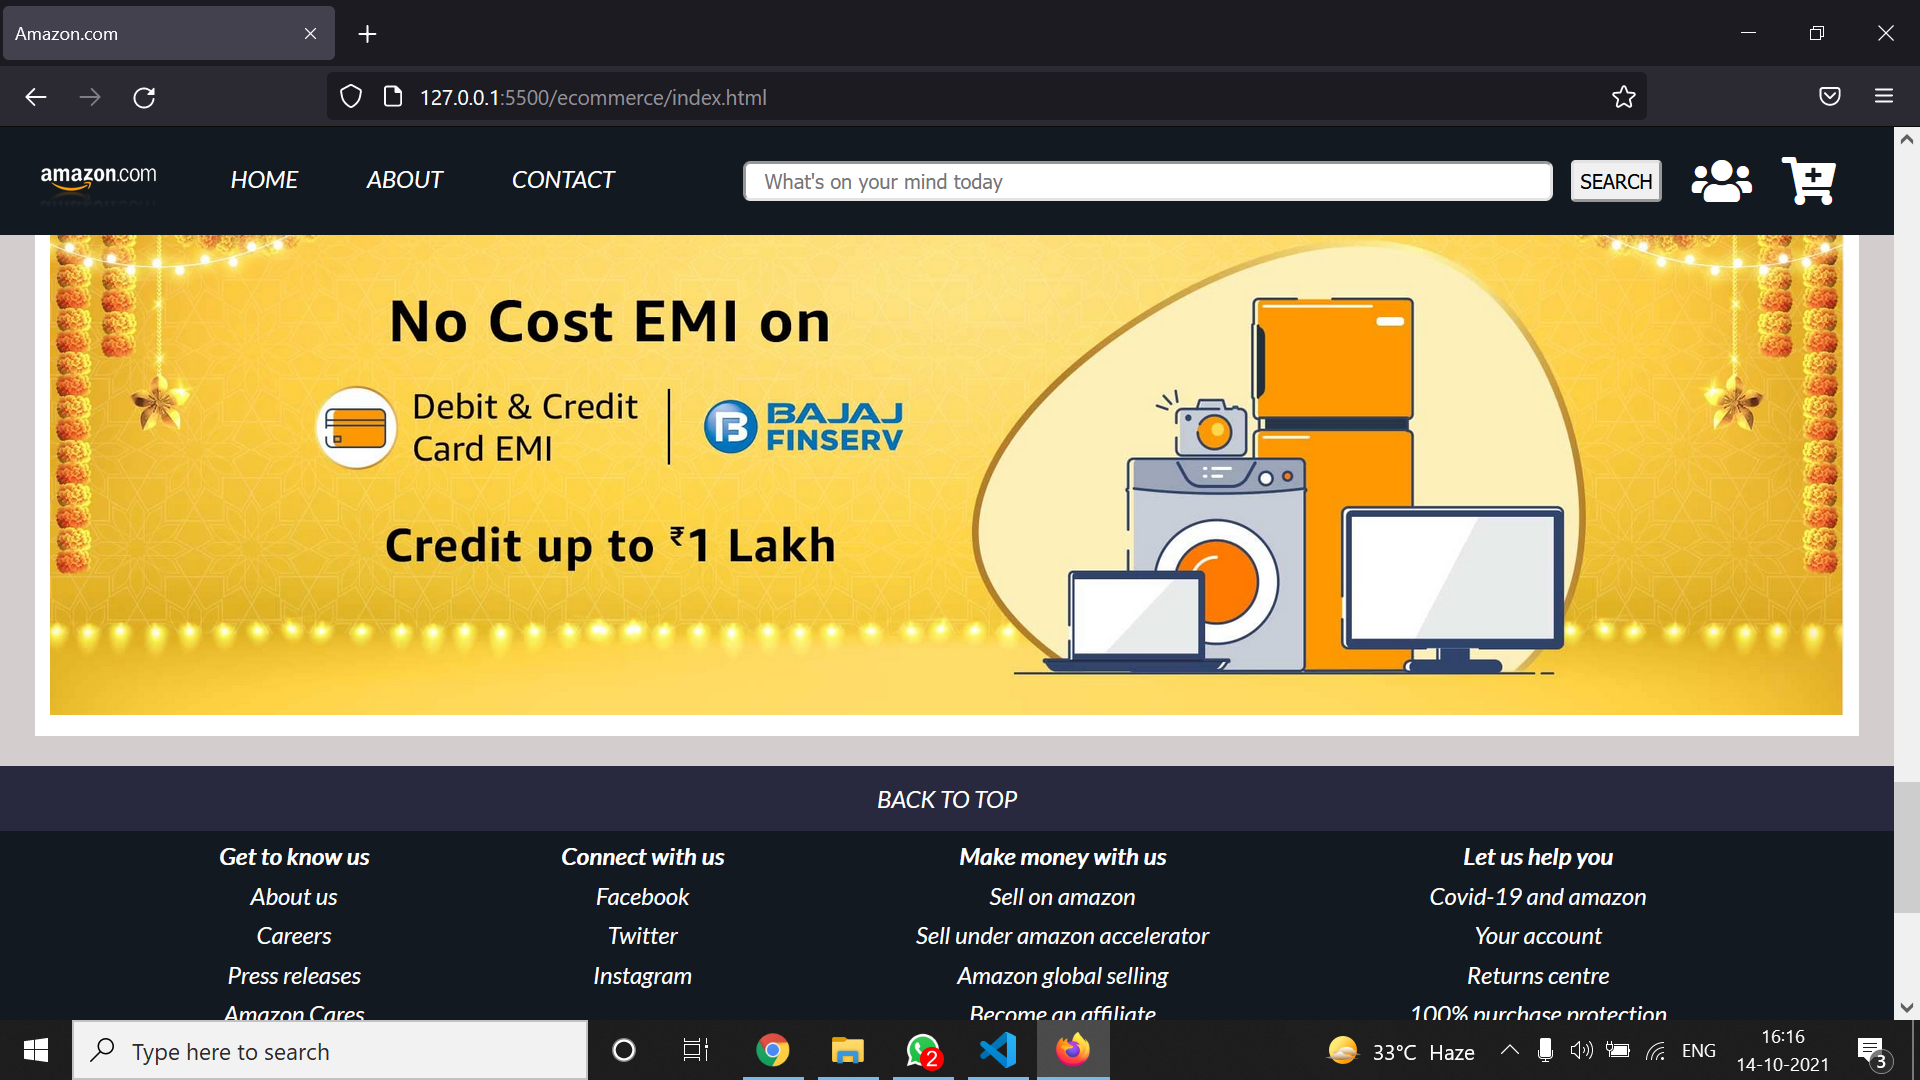 Amazon.com
127.0.0.1:5500/ecommerce/index.html
amazon.com HOME ABOUT CONTACT What's on your mind today SEARCH
No Cost EMI on
Debit & Credit
Card EMI
BAJAJ
FINSERV
Credit up to ₹1 Lakh
BACK TO TOP
Get to know us
About us
Careers
Press releases
Amazon Cares
Connect with us
Facebook
Twitter
Instagram
Make money with us
Sell on amazon
Sell under amazon accelerator
Amazon global selling
Become an affiliate
Let us help you
Covid-19 and amazon
Your account
Returns centre
100% purchase protection
Type here to search
2
33°C Haze
ENG
16:16
14-10-2021
3